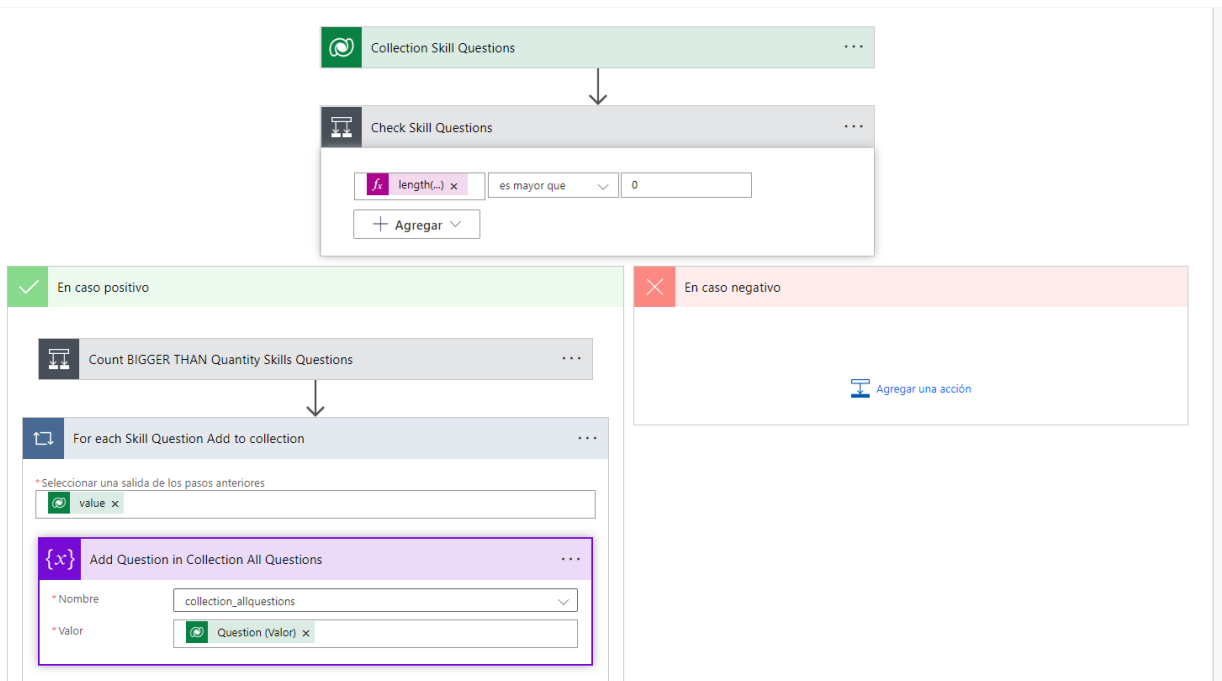 Collection Skill Questions
Check Skill Questions
fx length(...) × es mayor que 0
+ Agregar
En caso positivo
En caso negativo
Count BIGGER THAN Quantity Skills Questions
Agregar una acción
For each Skill Question Add to collection
*Seleccionar una salida de los pasos anteriores
value ×
{x} Add Question in Collection All Questions
*Nombre collection_allquestions
*Valor Question (Valor) ×